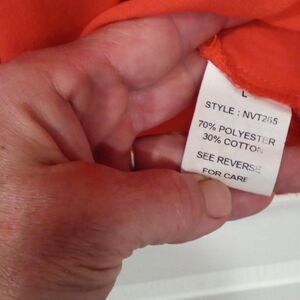 L
STYLE : NVT265
70% POLYESTER
30% COTTON
SEE REVERSE
FOR CARE